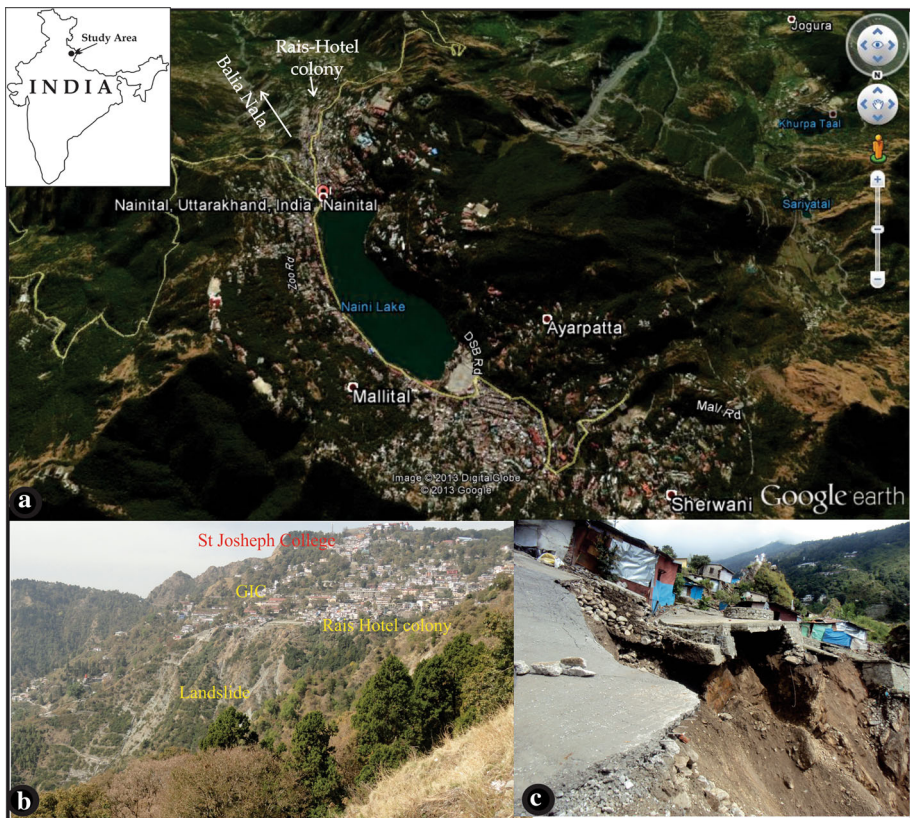 Study Area
INDIA
Rais-Hotel
colony
Balia Nala
Jogura
N
Khurpa Taal
Sariyatal
Nainital, Uttarakhand, India
Nainital
Zoo Rd
Naini Lake
Ayarpatta
DSB Rd
Mallital
Mal/ Rd
Image © 2013 DigitalGlobe
© 2013 Google
Sherwani
Google earth
a
St Josheph College
GIC
Rais Hotel colony
Landslide
b
c